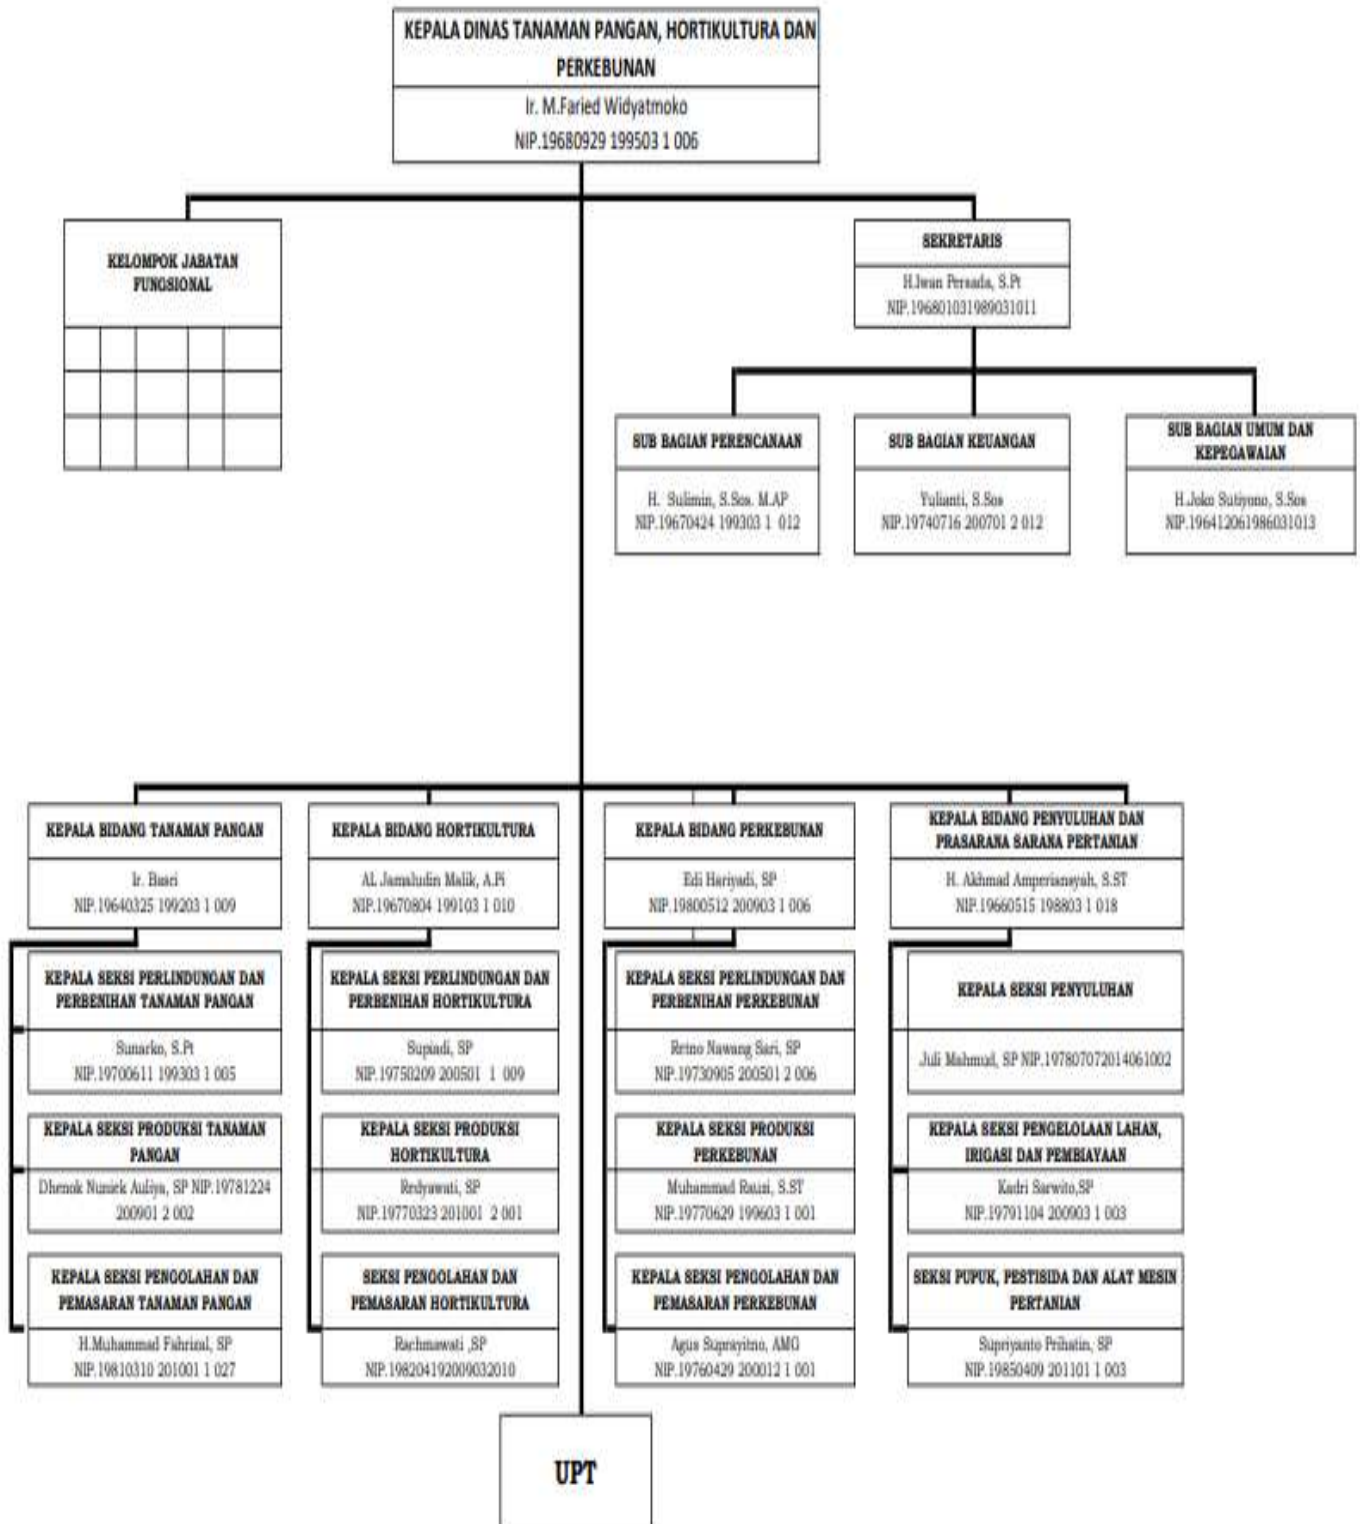 KEPALA DINAS TANAMAN PANGAN, HORTIKULTURA DAN
PERKEBUNAN
Ir. M.Faried Widyatmoko
NIP.19680929 199503 1 006
KELOMPOK JABATAN
FUNGSIONAL
SEKRETARIS
H.Iwan Persada, S.Pt
NIP.196801031989031011
SUB BAGIAN PERENCANAAN
H. Sulimin, S.Sos. M.AP
NIP.19670424 199303 1 012
SUB BAGIAN KEUANGAN
Yulianti, S.Sos
NIP.19740716 200701 2 012
SUB BAGIAN UMUM DAN
KEPEGAWAIAN
H.Joko Sutiyono, S.Sos
NIP.196412061986031013
KEPALA BIDANG TANAMAN PANGAN
Ir. Basri
NIP.19640325 199203 1 009
KEPALA BIDANG HORTIKULTURA
AL Jamaludin Malik, A.Pi
NIP.19670804 199103 1 010
KEPALA BIDANG PERKEBUNAN
Edi Hariyadi, SP
NIP.19800512 200903 1 006
KEPALA BIDANG PENYULUHAN DAN
PRASARANA SARANA PERTANIAN
H. Akhmad Amperiansyah, S.ST
NIP.19660515 198803 1 018
KEPALA SEKSI PERLINDUNGAN DAN
PERBENIHAN TANAMAN PANGAN
Sunarko, S.Pt
NIP.19700611 199303 1 005
KEPALA SEKSI PERLINDUNGAN DAN
PERBENIHAN HORTIKULTURA
Supiadi, SP
NIP.19750209 200501 1 009
KEPALA SEKSI PERLINDUNGAN DAN
PERBENIHAN PERKEBUNAN
Retno Nawang Sari, SP
NIP.19730905 200501 2 006
KEPALA SEKSI PENYULUHAN
Juli Mahmud, SP NIP.197807072014061002
KEPALA SEKSI PRODUKSI TANAMAN
PANGAN
Dhenok Nuniek Auliya, SP NIP.19781224
200901 2 002
KEPALA SEKSI PRODUKSI
HORTIKULTURA
Redyawati, SP
NIP.19770323 201001 2 001
KEPALA SEKSI PRODUKSI
PERKEBUNAN
Muhammad Rauzi, S.ST
NIP.19770629 199603 1 001
KEPALA SEKSI PENGELOLAAN LAHAN,
IRIGASI DAN PEMBIAYAAN
Kadri Sarwito,SP
NIP.19791104 200903 1 003
KEPALA SEKSI PENGOLAHAN DAN
PEMASARAN TANAMAN PANGAN
H.Muhammad Fahrizal, SP
NIP.19810310 201001 1 027
SEKSI PENGOLAHAN DAN
PEMASARAN HORTIKULTURA
Rachmawati ,SP
NIP.198204192009032010
KEPALA SEKSI PENGOLAHAN DAN
PEMASARAN PERKEBUNAN
Agus Suprayitno, AMG
NIP.19760429 200012 1 001
SEKSI PUPUK, PESTISIDA DAN ALAT MESIN
PERTANIAN
Supriyanto Prihatin, SP
NIP.19850409 201101 1 003
UPT